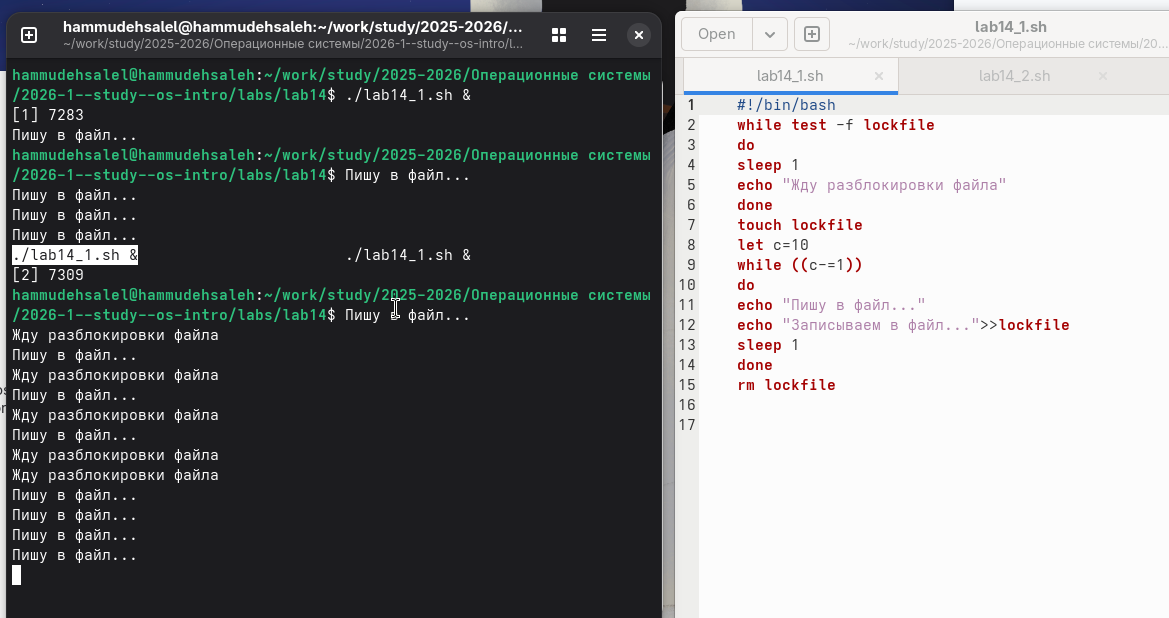 hammudehsalel@hammudehsaleh:~/work/study/2025-2026/...
~/work/study/2025-2026/Операционные системы/2026-1--study--os-intro/l...
hammudehsalel@hammudehsaleh:~/work/study/2025-2026/Операционные системы
/2026-1--study--os-intro/labs/lab14$ ./lab14_1.sh &
[1] 7283
Пишу в файл...
hammudehsalel@hammudehsaleh:~/work/study/2025-2026/Операционные системы
/2026-1--study--os-intro/labs/lab14$ Пишу в файл...
Пишу в файл...
Пишу в файл...
Пишу в файл...
./lab14_1.sh & ./lab14_1.sh &
[2] 7309
hammudehsalel@hammudehsaleh:~/work/study/2025-2026/Операционные системы
/2026-1--study--os-intro/labs/lab14$ Пишу в файл...
Жду разблокировки файла
Пишу в файл...
Жду разблокировки файла
Пишу в файл...
Жду разблокировки файла
Пишу в файл...
Жду разблокировки файла
Жду разблокировки файла
Пишу в файл...
Пишу в файл...
Пишу в файл...
Пишу в файл...
Open
lab14_1.sh
~/work/study/2025-2026/Операционные системы/20...
lab14_1.sh
lab14_2.sh
1 #!/bin/bash
2 while test -f lockfile
3 do
4 sleep 1
5 echo "Жду разблокировки файла"
6 done
7 touch lockfile
8 let c=10
9 while ((c-=1))
10 do
11 echo "Пишу в файл..."
12 echo "Записываем в файл...">>lockfile
13 sleep 1
14 done
15 rm lockfile
16
17